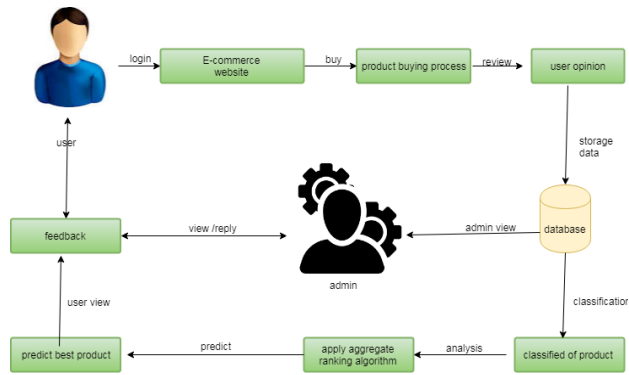 login
E-commerce
website
buy
product buying process
review
user opinion
storage
data
user
feedback
view /reply
admin
admin view
database
classification
user view
predict best product
predict
apply aggregate
ranking algorithm
analysis
classified of product